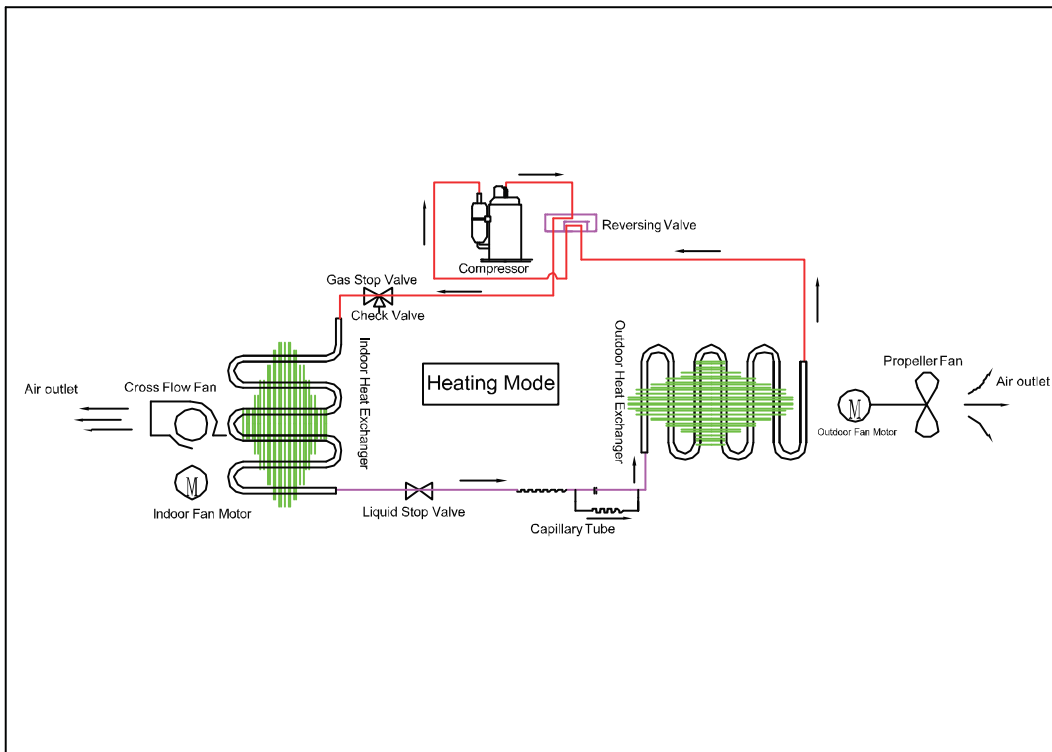 Reversing Valve
Compressor
Gas Stop Valve
Check Valve
Indoor Heat Exchanger
Heating Mode
Outdoor Heat Exchanger
Propeller Fan
Air outlet
Cross Flow Fan
Air outlet
M
Outdoor Fan Motor
M
Indoor Fan Motor
Liquid Stop Valve
Capillary Tube